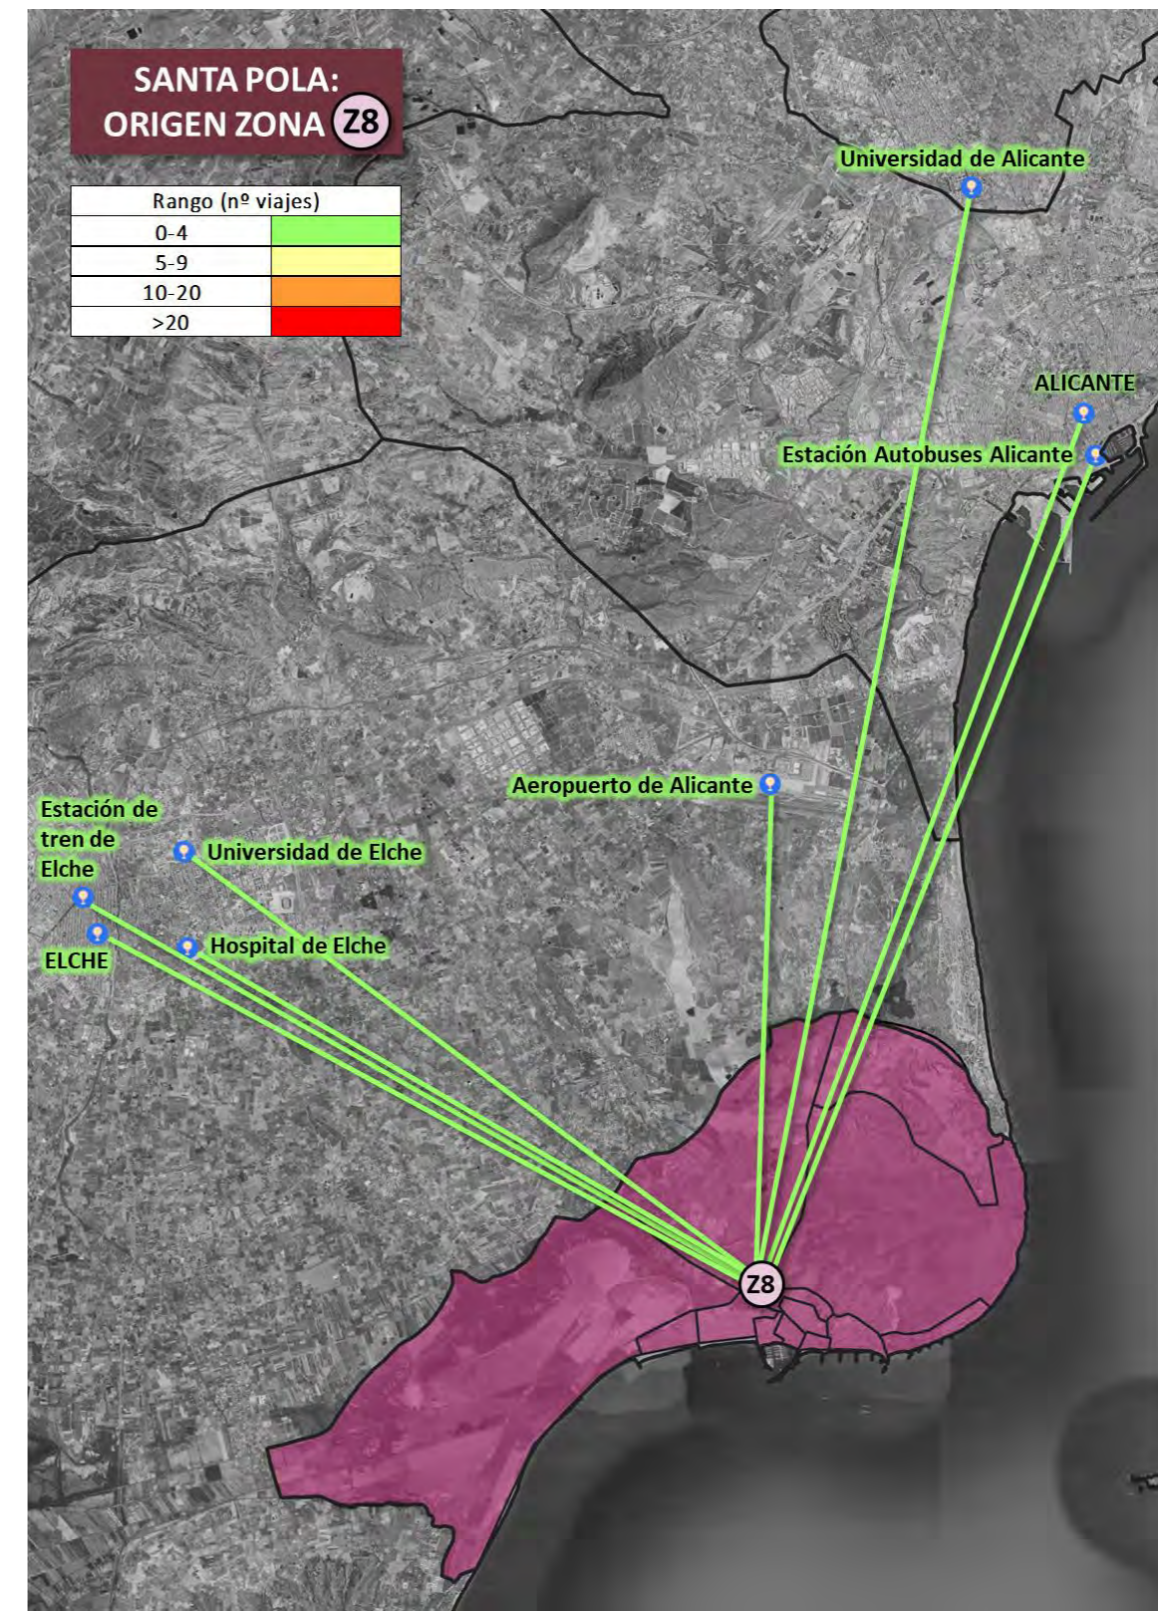 SANTA POLA:
ORIGEN ZONA Z8
Rango (nº viajes)
0-4
5-9
10-20
>20
Universidad de Alicante
ALICANTE
Estación Autobuses Alicante
Aeropuerto de Alicante
Estación de
tren de
Elche
Universidad de Elche
ELCHE
Hospital de Elche
Z8